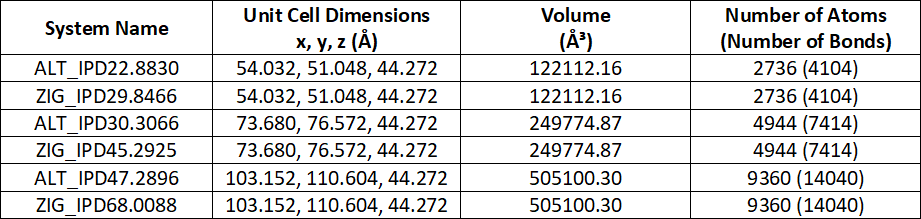 System Name Unit Cell Dimensions Volume Number of Atoms
x, y, z (Å) (Å³) (Number of Bonds)
ALT_IPD22.8830 54.032, 51.048, 44.272 122112.16 2736 (4104)
ZIG_IPD29.8466 54.032, 51.048, 44.272 122112.16 2736 (4104)
ALT_IPD30.3066 73.680, 76.572, 44.272 249774.87 4944 (7414)
ZIG_IPD45.2925 73.680, 76.572, 44.272 249774.87 4944 (7414)
ALT_IPD47.2896 103.152, 110.604, 44.272 505100.30 9360 (14040)
ZIG_IPD68.0088 103.152, 110.604, 44.272 505100.30 9360 (14040)